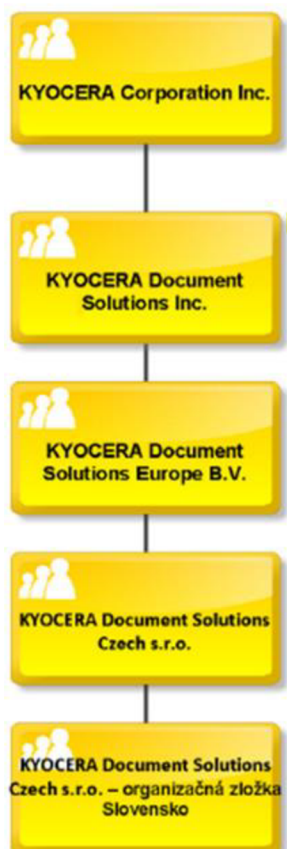 KYOCERA Corporation Inc.
KYOCERA Document
Solutions Inc.
KYOCERA Document
Solutions Europe B.V.
KYOCERA Document Solutions
Czech s.r.o.
KYOCERA Document Solutions
Czech s.r.o. – organizačná zložka
Slovensko